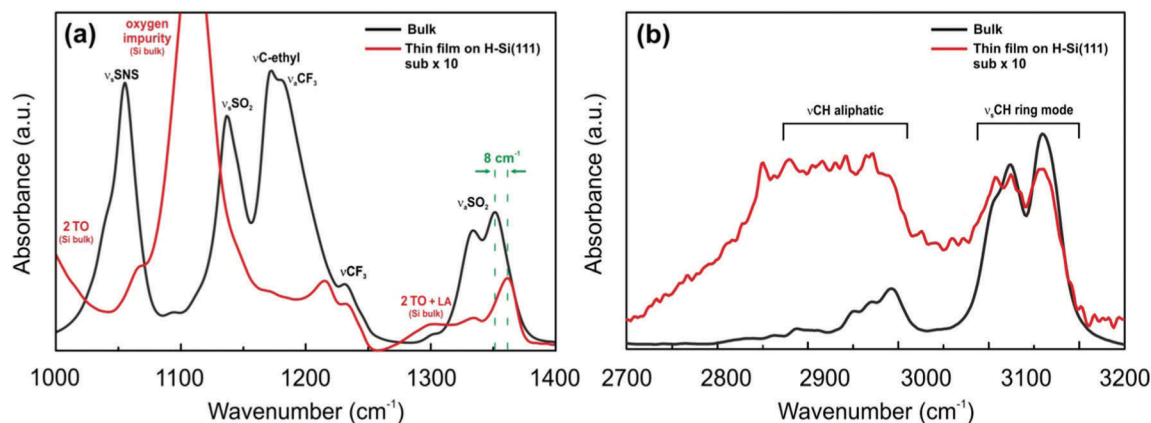 (a)
oxygen
impurity
(Si bulk)
Bulk
Thin film on H-Si(111)
sub x 10
νC-ethyl
νₐCF₃
νₛSNS
νₛSO₂
8 cm⁻¹
νₐSO₂
2 TO
(Si bulk)
νCF₃
2 TO + LA
(Si bulk)
Absorbance (a.u.)
1000 1100 1200 1300 1400
Wavenumber (cm⁻¹)
(b)
Bulk
Thin film on H-Si(111)
sub x 10
νCH aliphatic
νₛCH ring mode
Absorbance (a.u.)
2700 2800 2900 3000 3100 3200
Wavenumber (cm⁻¹)